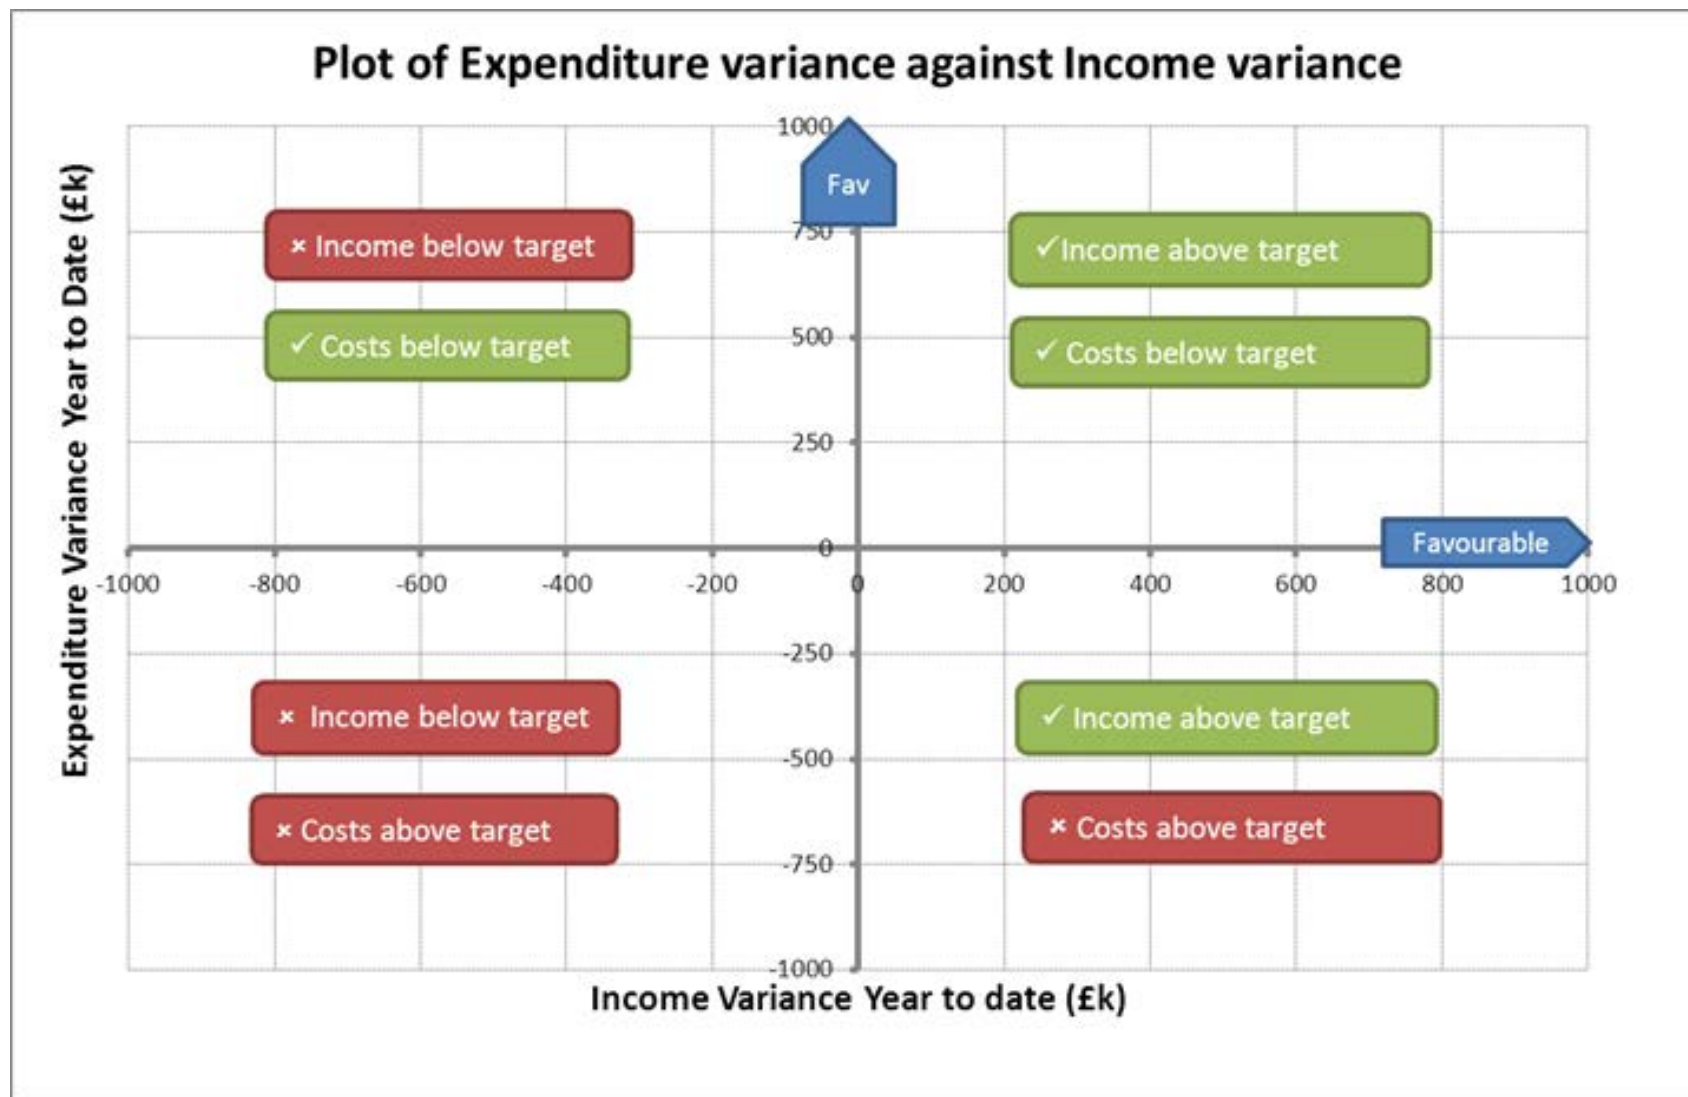 Plot of Expenditure variance against Income variance
Expenditure Variance Year to Date (£k)
1000
Fav
750
× Income below target
✓Income above target
500
✓ Costs below target
✓ Costs below target
250
0
Favourable
-1000 -800 -600 -400 -200 0 200 400 600 800 1000
-250
× Income below target
✓ Income above target
-500
× Costs above target
× Costs above target
-750
-1000
Income Variance Year to date (£k)